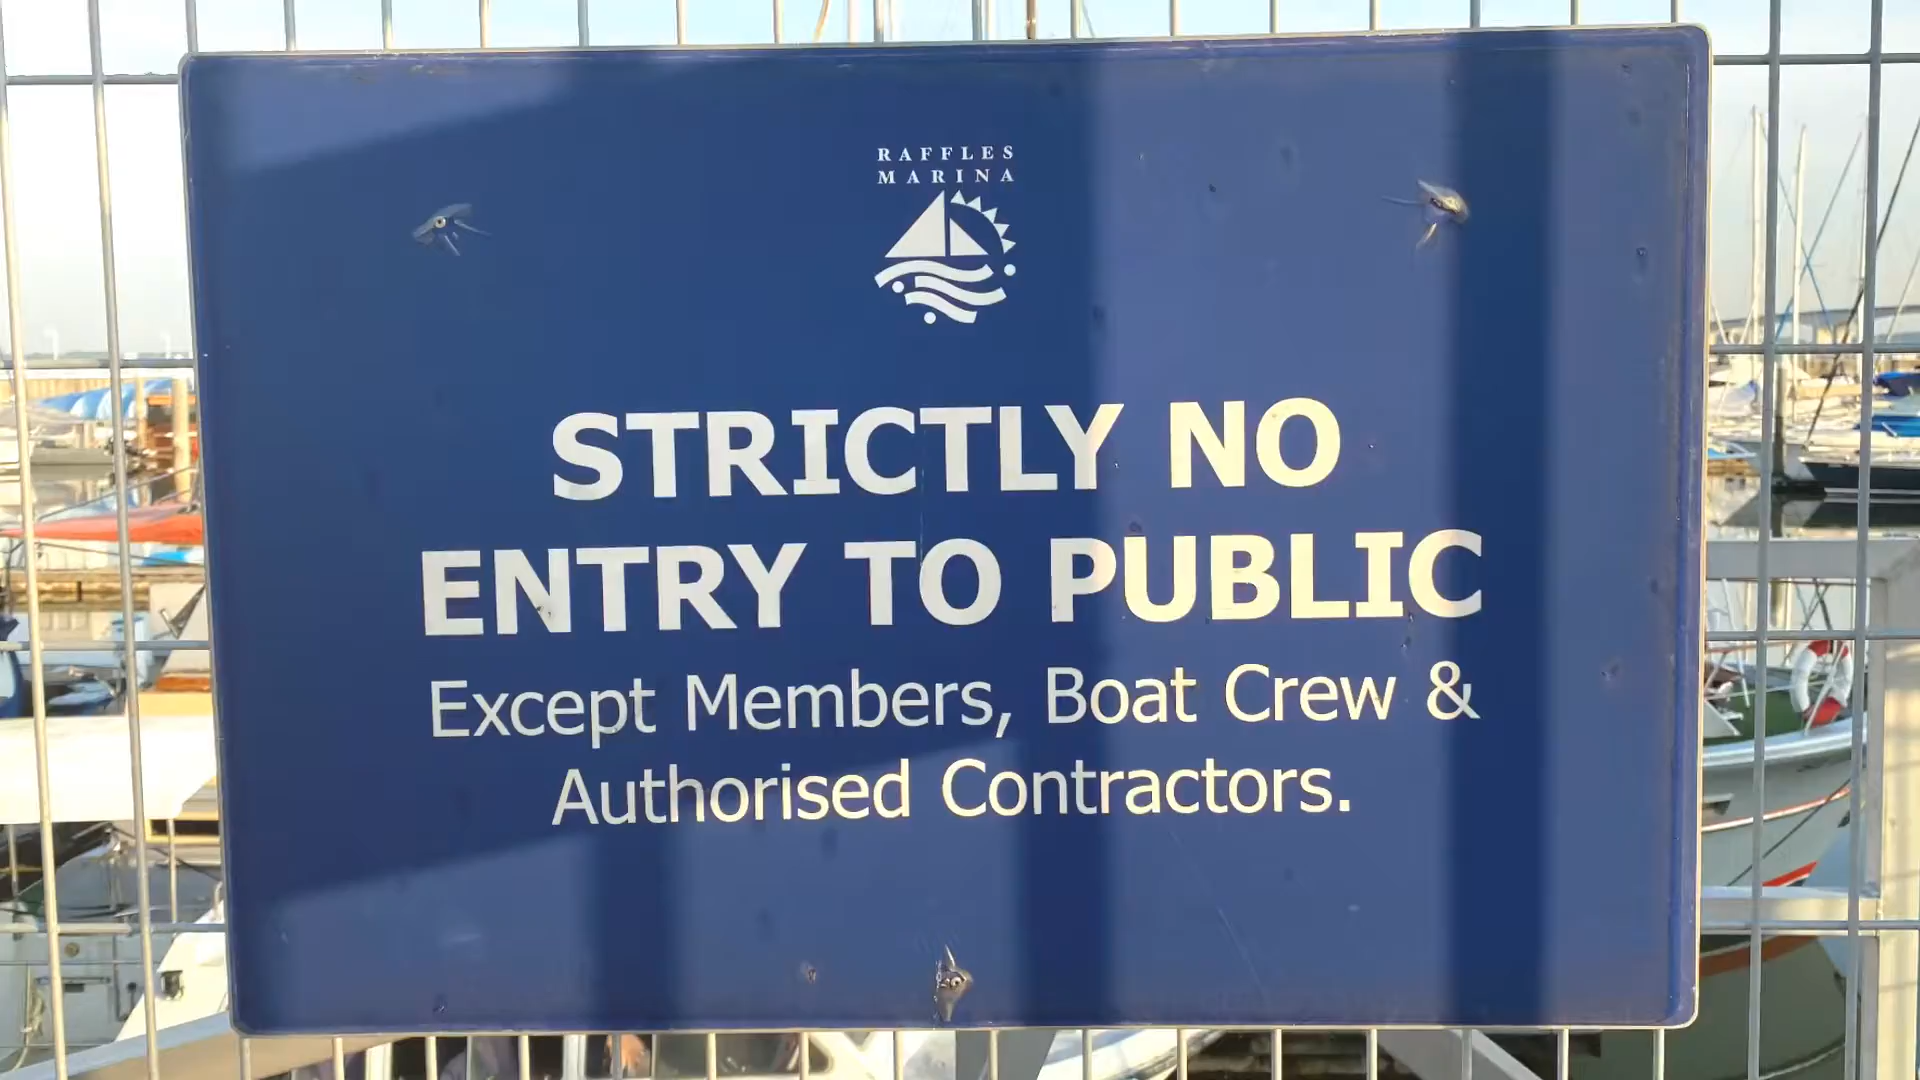 RAFFLES
MARINA
STRICTLY NO
ENTRY TO PUBLIC
Except Members, Boat Crew &
Authorised Contractors.